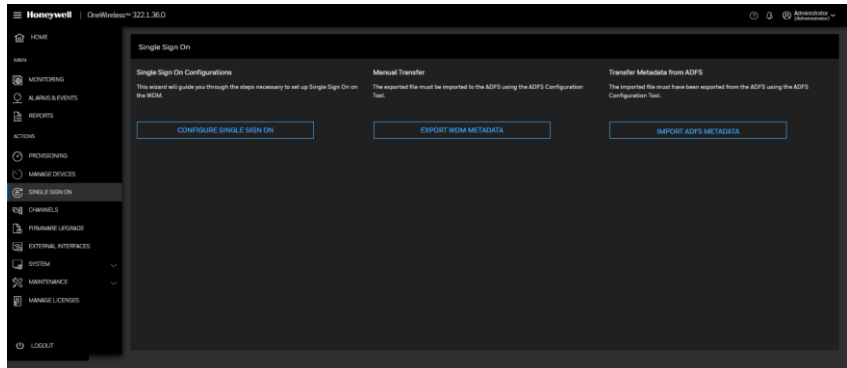 Honeywell | OneWireless™ 322.1.36.0
Administrator
(Administrator)
HOME
MAIN
MONITORING
ALARMS & EVENTS
REPORTS
ACTIONS
PROVISIONING
MANAGE DEVICES
SINGLE SIGN ON
CHANNELS
FIRMWARE UPGRADE
EXTERNAL INTERFACES
SYSTEM
MAINTENANCE
MANAGE LICENSES
LOGOUT
Single Sign On
Single Sign On Configurations
This wizard will guide you through the steps necessary to set up Single Sign On on
the WDM.
CONFIGURE SINGLE SIGN ON
Manual Transfer
The exported file must be imported to the ADFS using the ADFS Configuration
Tool.
EXPORT WDM METADATA
Transfer Metadata from ADFS
The imported file must have been exported from the ADFS using the ADFS
Configuration Tool.
IMPORT ADFS METADATA